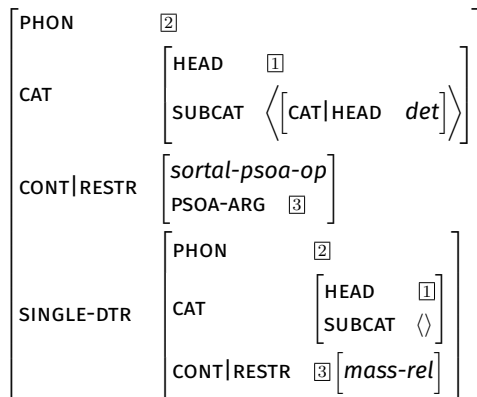 PHON 2
CAT
HEAD 1
SUBCAT ⟨[CAT|HEAD det]⟩
CONT|RESTR
sortal-psoa-op
PSOA-ARG 3
SINGLE-DTR
PHON 2
CAT
HEAD 1
SUBCAT ⟨⟩
CONT|RESTR 3 [mass-rel]